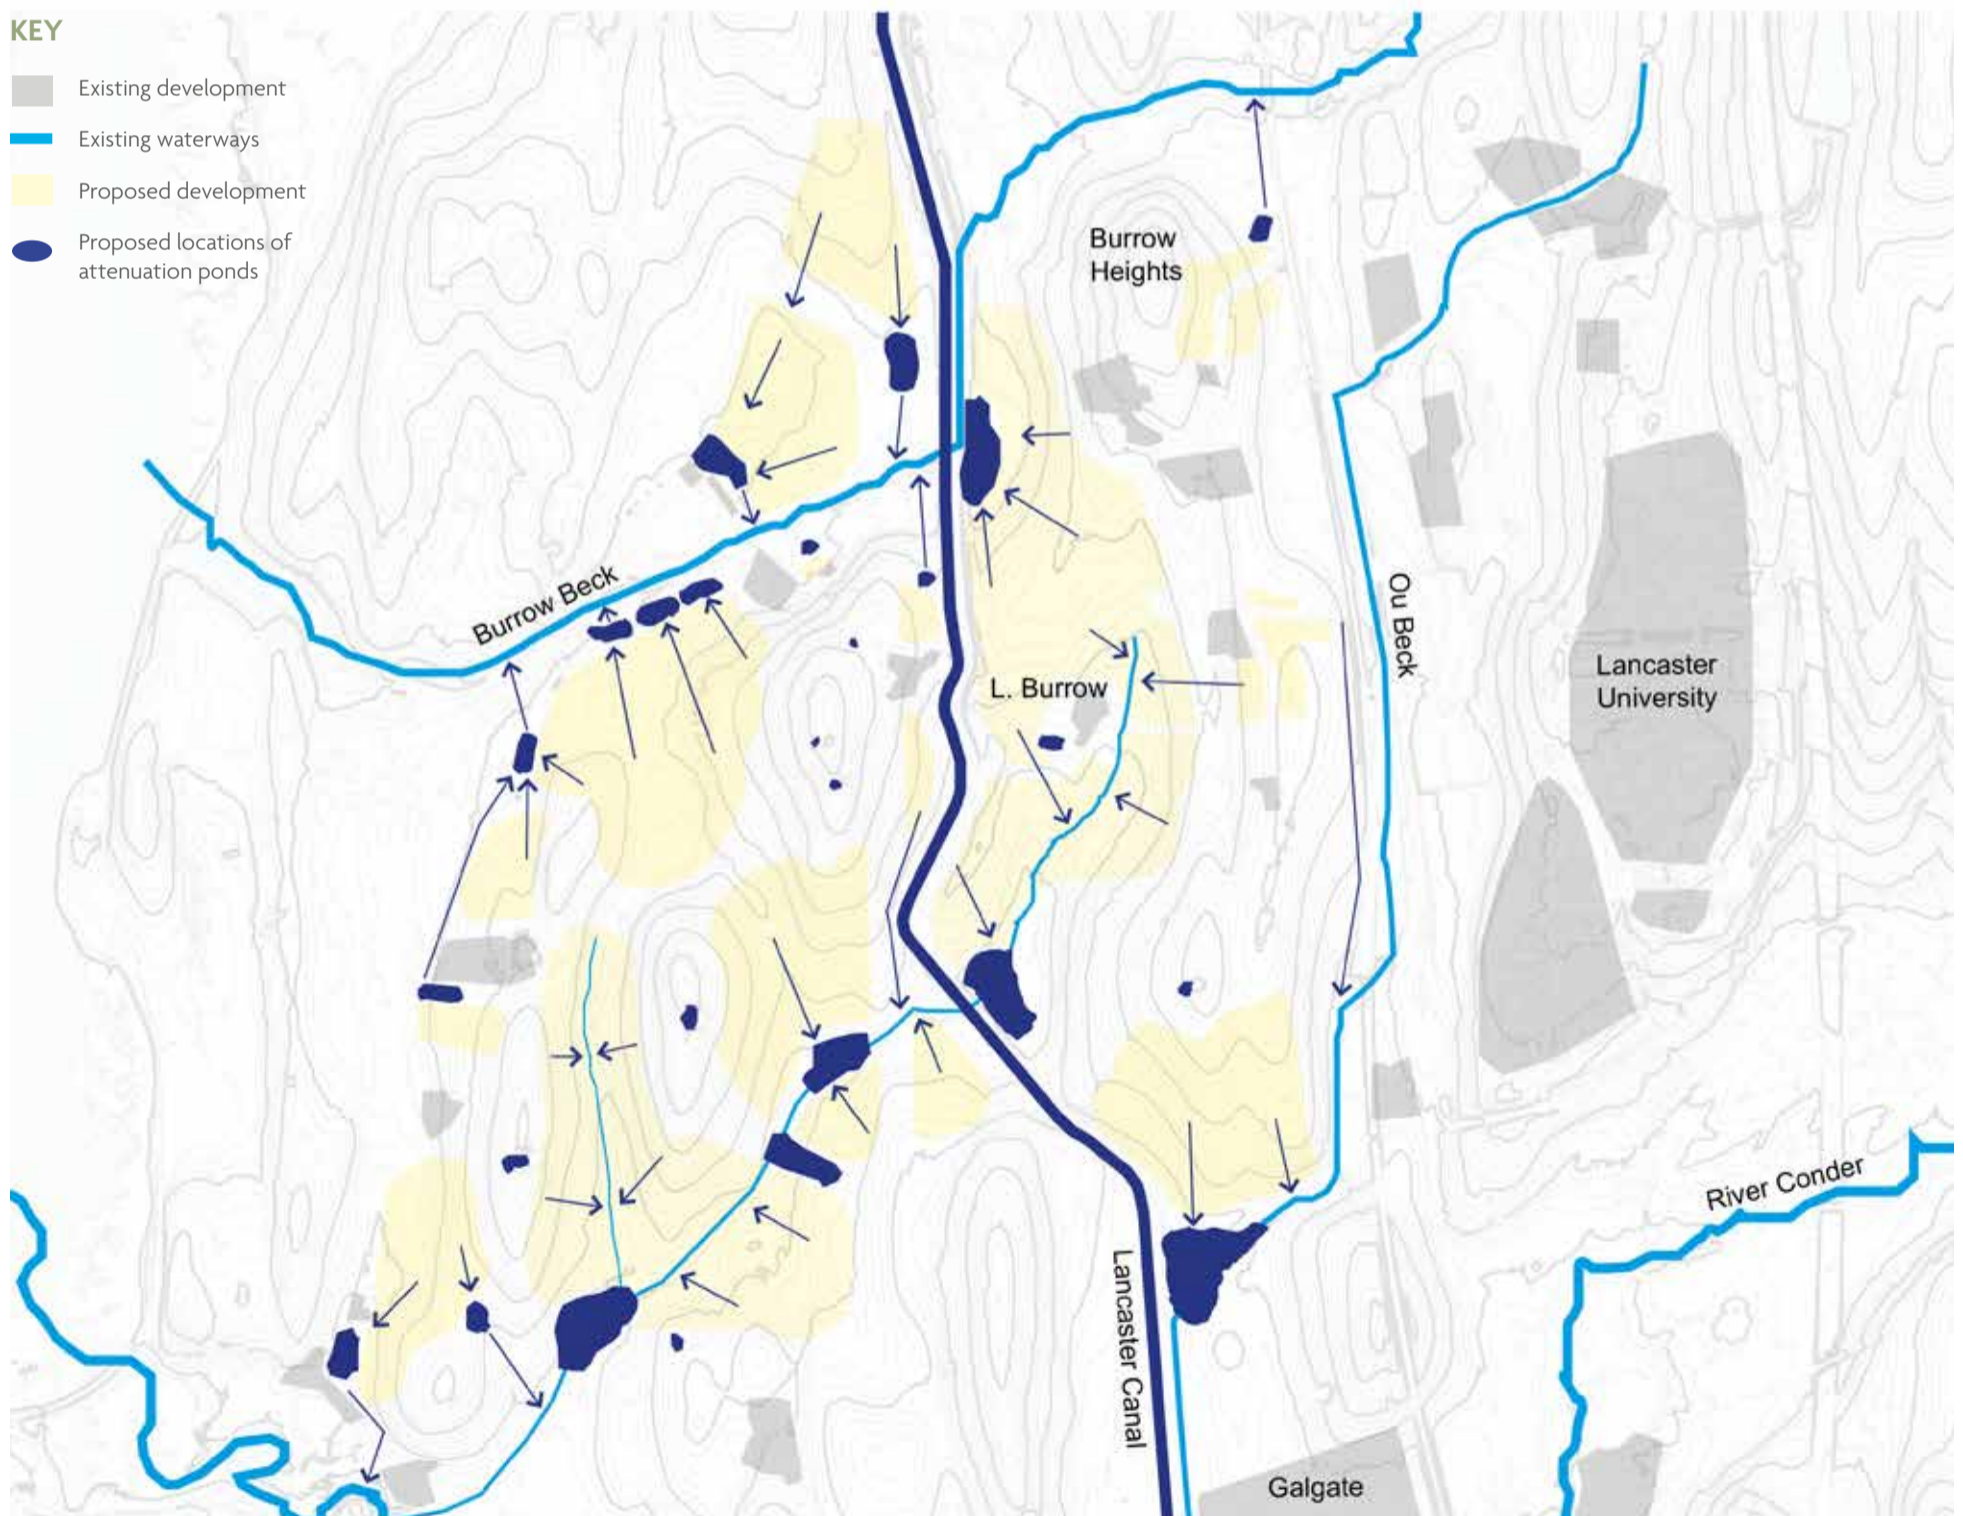 KEY
Existing development
Existing waterways
Proposed development
Proposed locations of
attenuation ponds
Burrow
Heights
Burrow Beck
Ou Beck
L. Burrow
Lancaster
University
River Conder
Lancaster Canal
Galgate